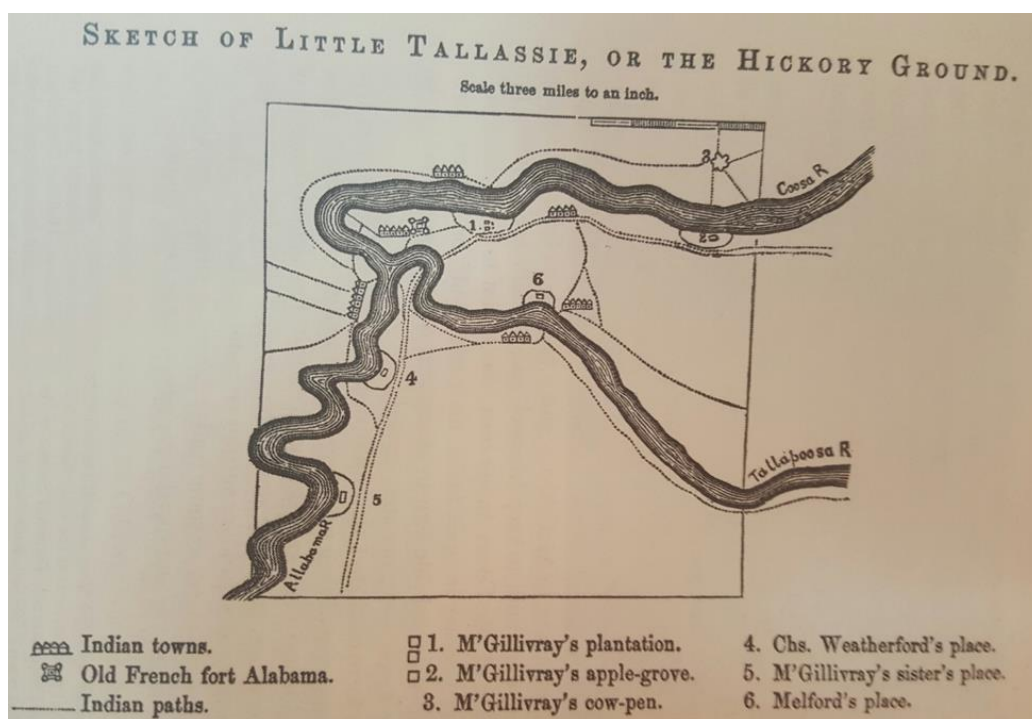 SKETCH OF LITTLE TALLASSIE, OR THE HICKORY GROUND.
Scale three miles to an inch.
3
Coosa R
1.
2
6
4
Tallapoosa R
5
Allabama R
Indian towns.
Old French fort Alabama.
Indian paths.
1. M'Gillivray's plantation.
2. M'Gillivray's apple-grove.
3. M'Gillivray's cow-pen.
4. Chs. Weatherford's place.
5. M'Gillivray's sister's place.
6. Melford's place.